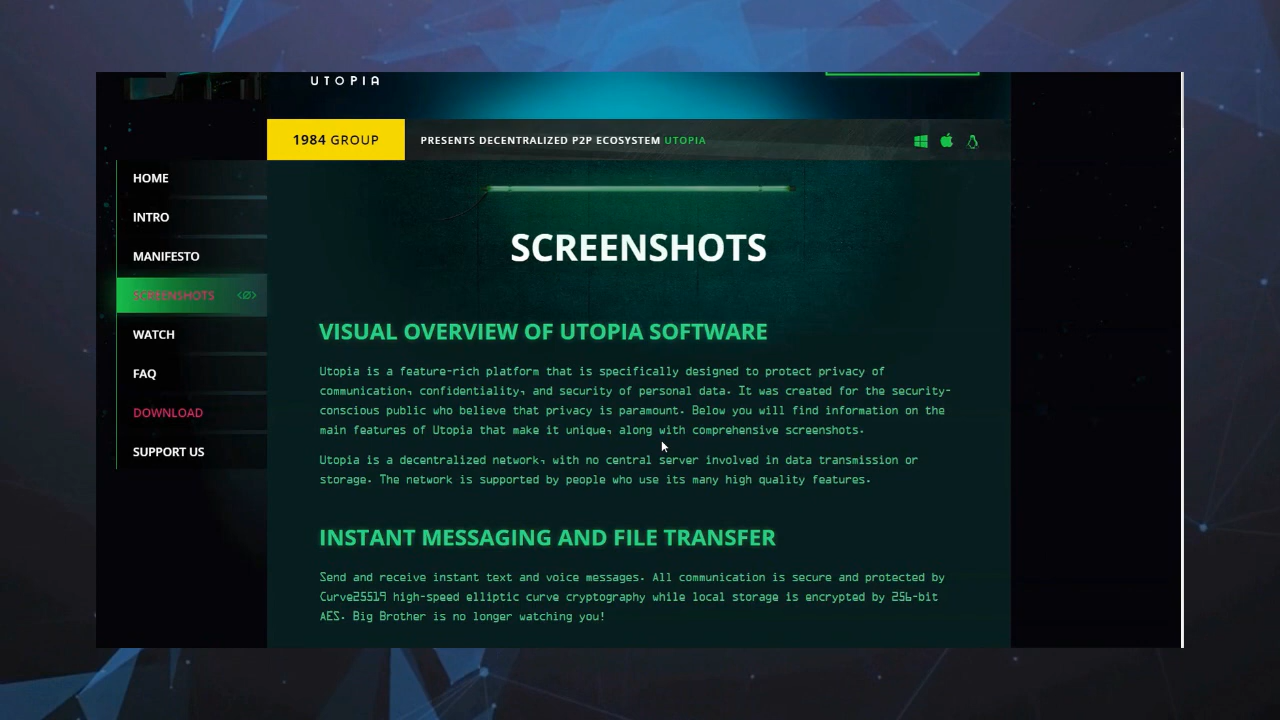 UTOPIA
1984 GROUP
PRESENTS DECENTRALIZED P2P ECOSYSTEM UTOPIA
HOME
INTRO
MANIFESTO
SCREENSHOTS
WATCH
FAQ
DOWNLOAD
SUPPORT US
SCREENSHOTS
VISUAL OVERVIEW OF UTOPIA SOFTWARE
Utopia is a feature-rich platform that is specifically designed to protect privacy of
communication, confidentiality, and security of personal data. It was created for the security-
conscious public who believe that privacy is paramount. Below you will find information on the
main features of Utopia that make it unique, along with comprehensive screenshots.
Utopia is a decentralized network, with no central server involved in data transmission or
storage. The network is supported by people who use its many high quality features.
INSTANT MESSAGING AND FILE TRANSFER
Send and receive instant text and voice messages. All communication is secure and protected by
Curve25519 high-speed elliptic curve cryptography while local storage is encrypted by 256-bit
AES. Big Brother is no longer watching you!